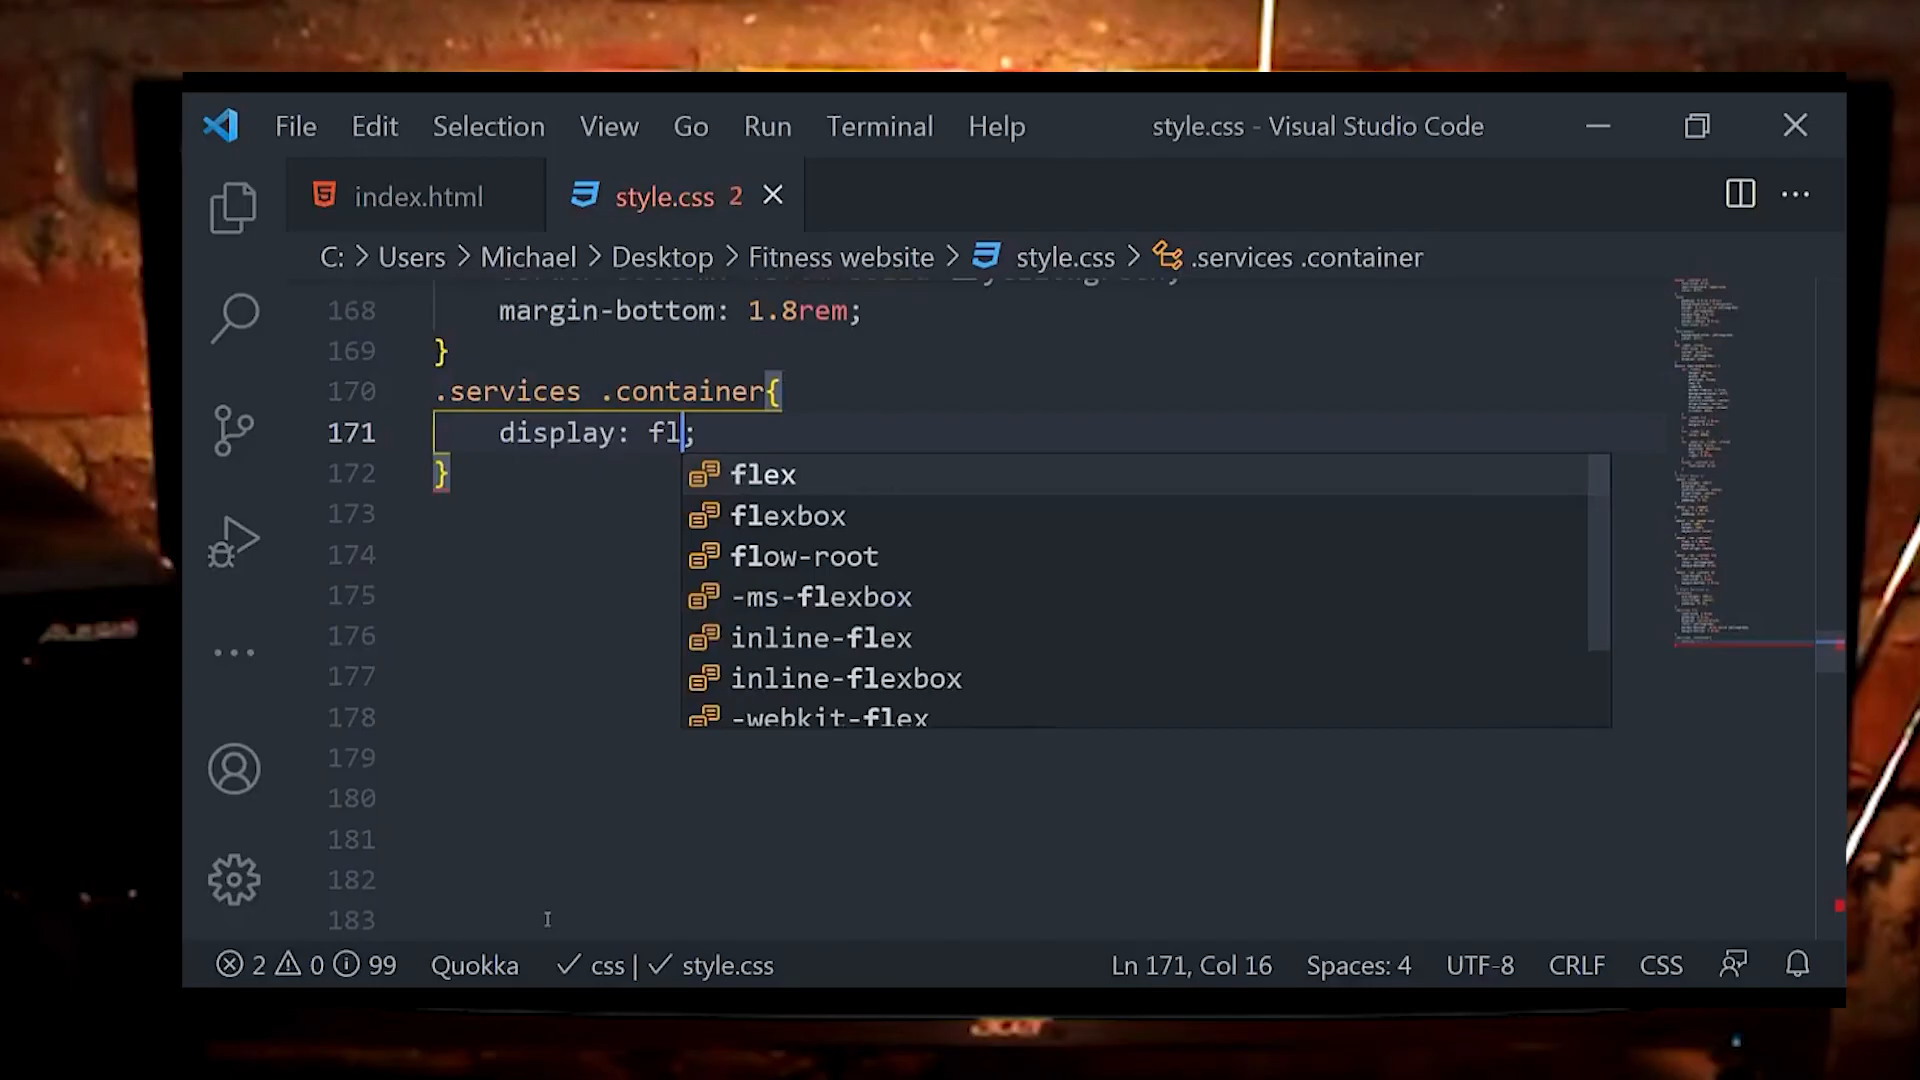 File Edit Selection View Go Run Terminal Help style.css - Visual Studio Code
index.html style.css 2
C: > Users > Michael > Desktop > Fitness website > style.css > .services .container
168 margin-bottom: 1.8rem;
169 }
170 .services .container{
171 display: fl;
172 }
flex
173
flexbox
174
flow-root
175
-ms-flexbox
176
inline-flex
177
inline-flexbox
178
-webkit-flex
179
180
181
182
183
2 0 99 Quokka css | style.css Ln 171, Col 16 Spaces: 4 UTF-8 CRLF CSS
acer